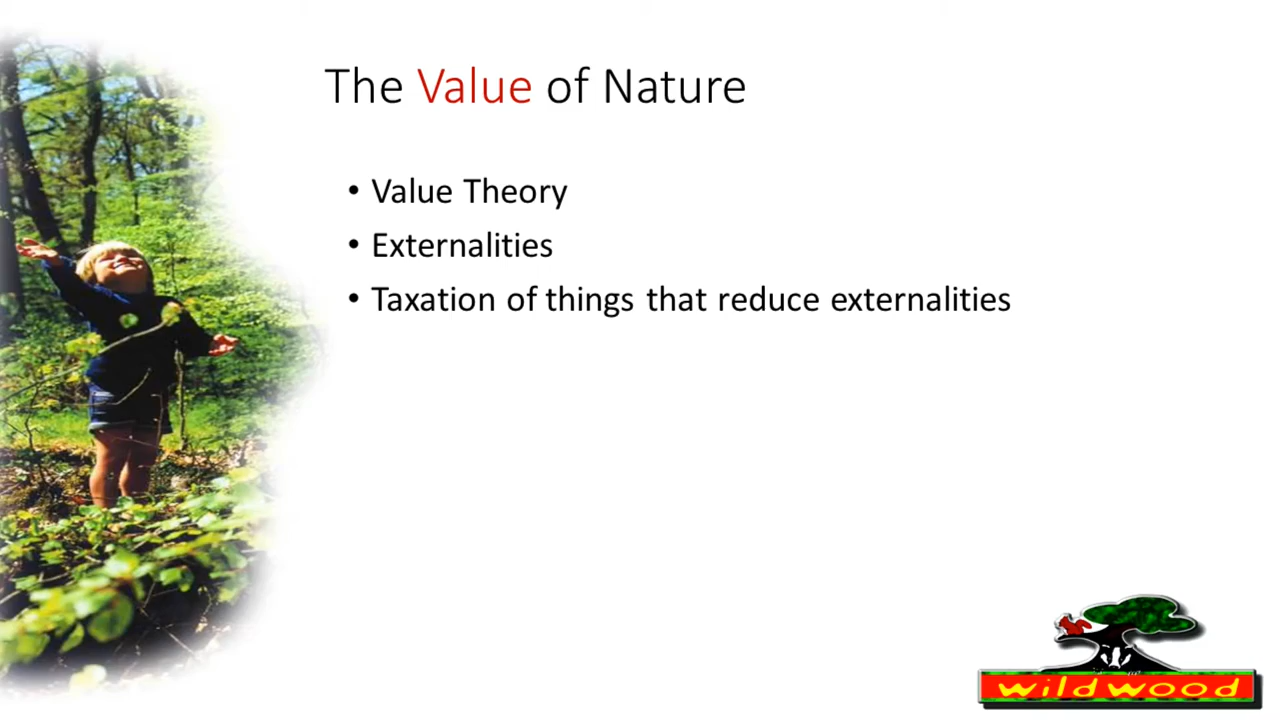 The Value of Nature
• Value Theory
• Externalities
• Taxation of things that reduce externalities
wildwood